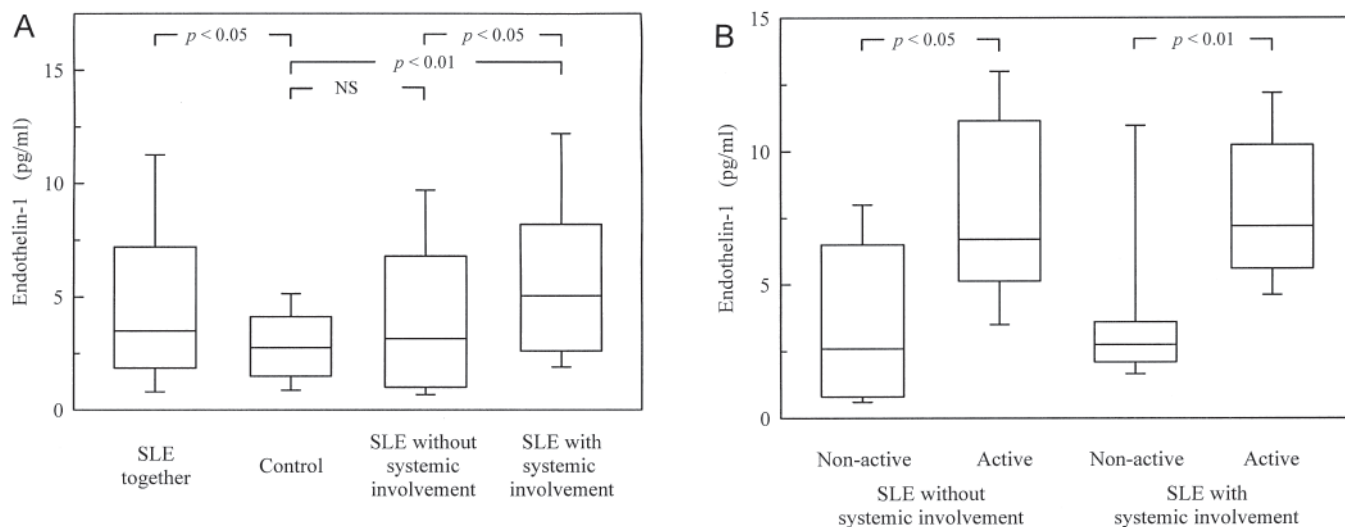 A
p < 0.05
p < 0.05
p < 0.01
NS
15
10
5
0
Endothelin-1 (pg/ml)
SLE
together
Control
SLE without
systemic
involvement
SLE with
systemic
involvement
B
p < 0.05
p < 0.01
15
10
5
0
Endothelin-1 (pg/ml)
Non-active
Active
Non-active
Active
SLE without
systemic involvement
SLE with
systemic involvement